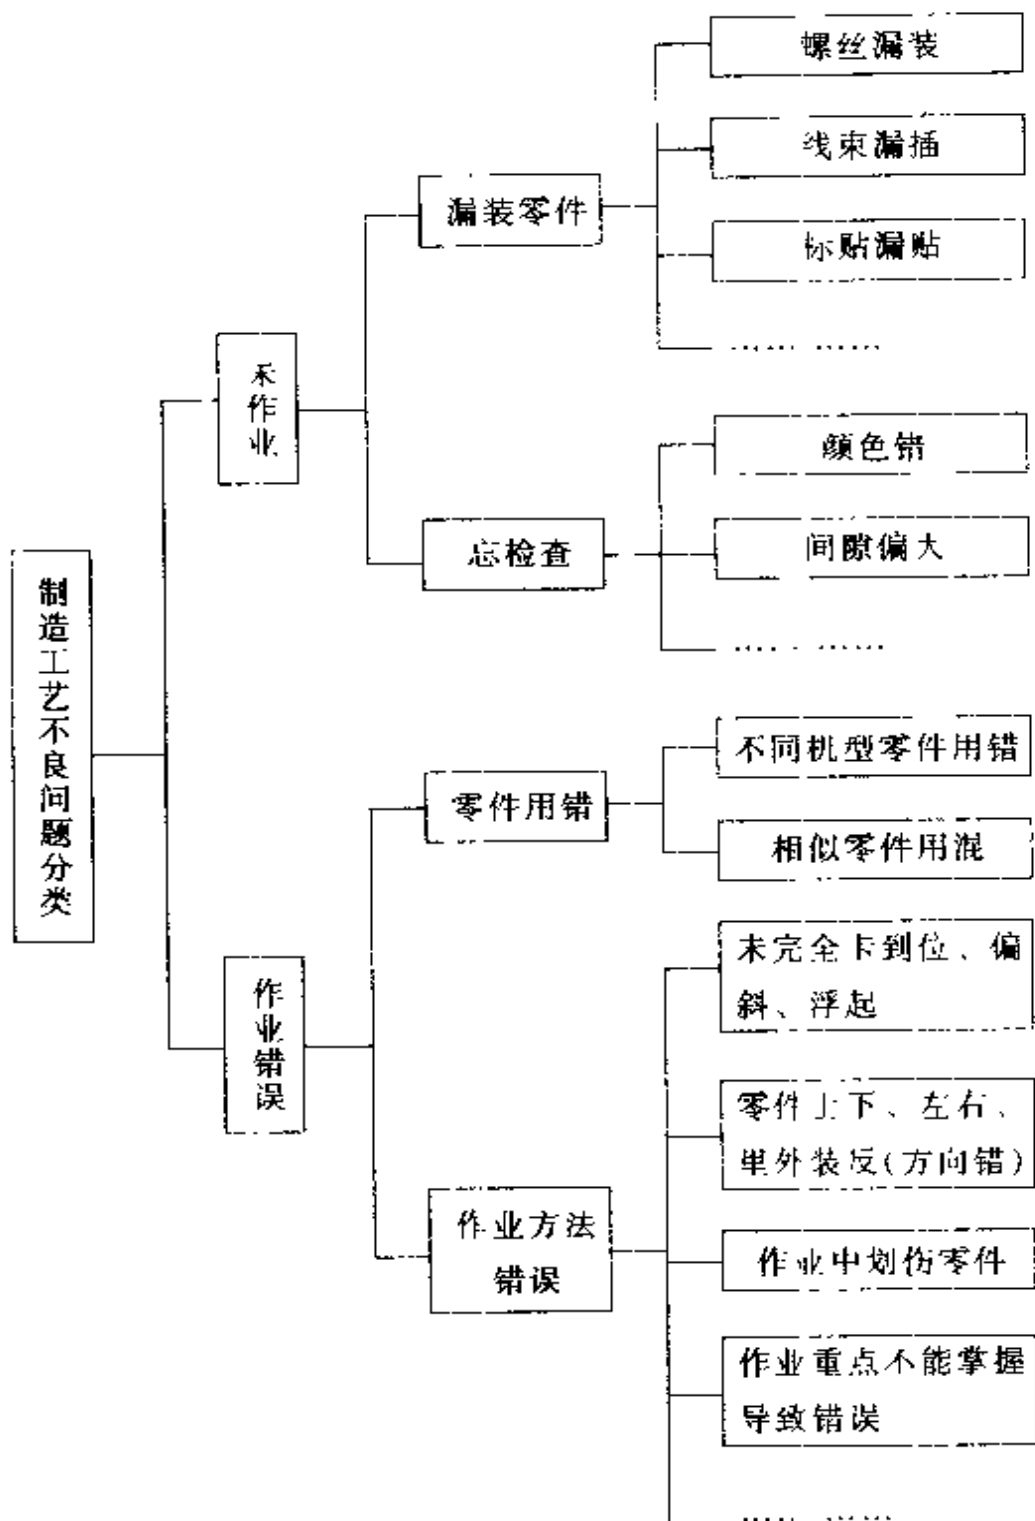 制造工艺不良问题分类
未作业
漏装零件
螺丝漏装
线束漏插
标贴漏贴
…………
忘检查
颜色错
间隙偏大
…………
作业错误
零件用错
不同机型零件用错
相似零件用混
作业方法
错误
未完全卡到位、偏
斜、浮起
零件上下、左右、
里外装反(方向错)
作业中划伤零件
作业重点不能掌握
导致错误
…………